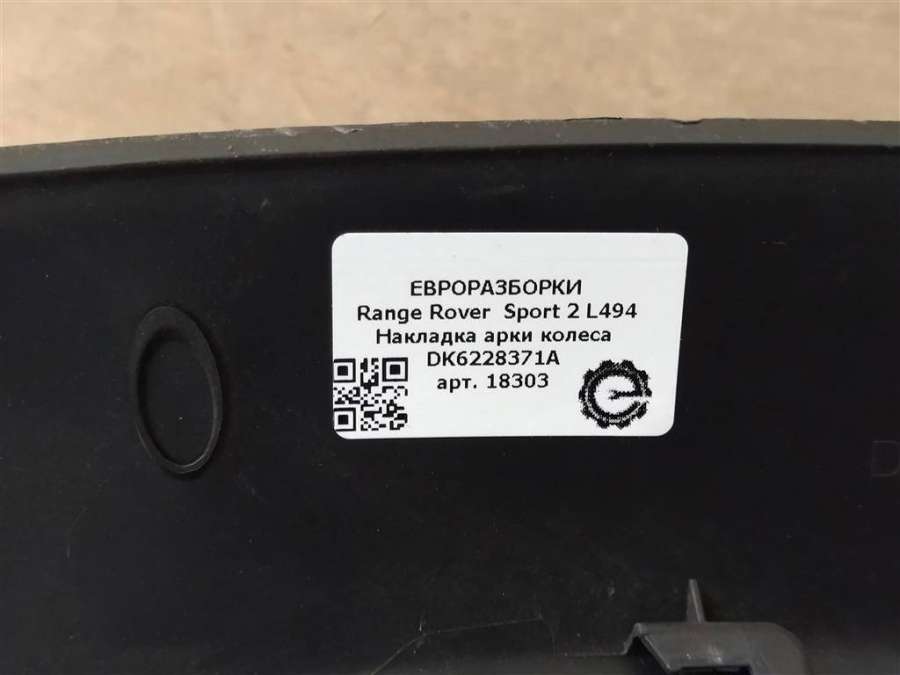 ЕВРОРАЗБОРКИ
Range Rover Sport 2 L494
Накладка арки колеса
DK6228371A
арт. 18303